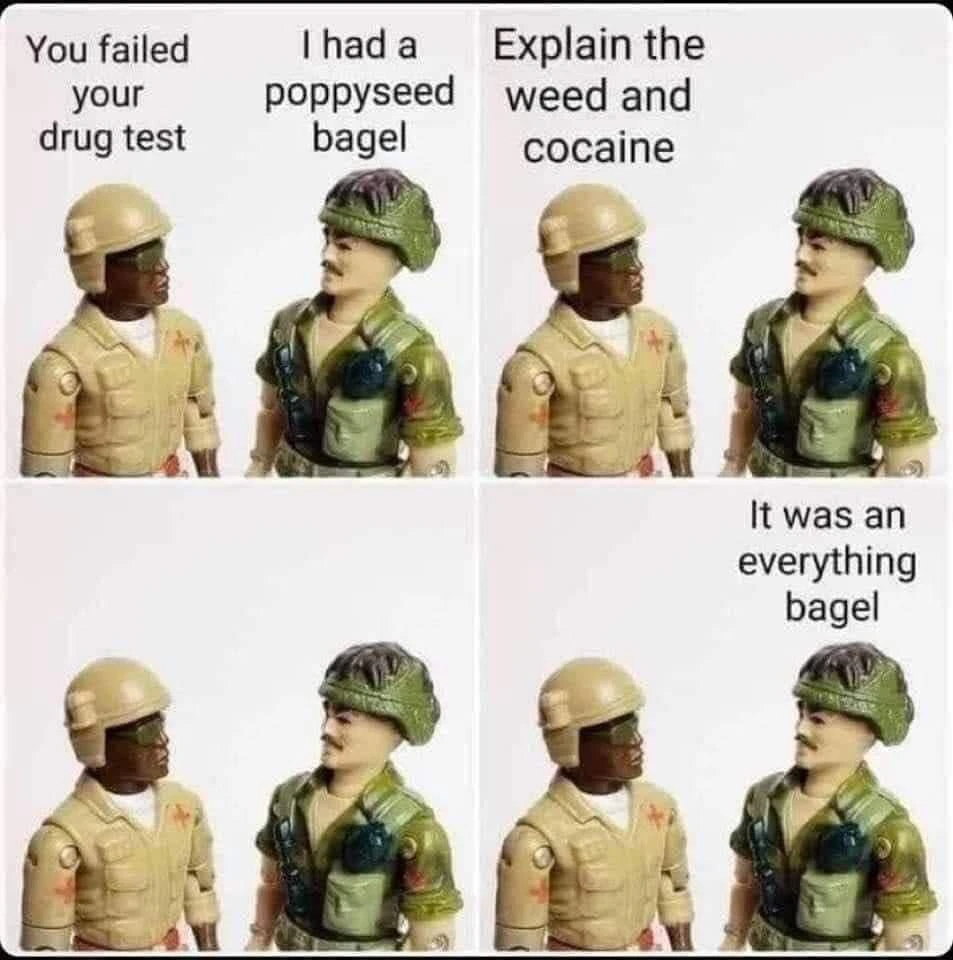 You failed
your
drug test
I had a
poppyseed
bagel
Explain the
weed and
cocaine
It was an
everything
bagel